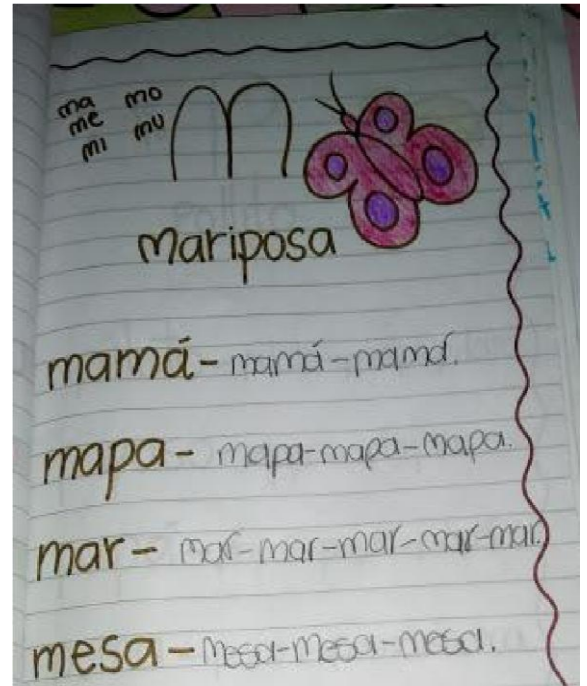 ma mo
me mu
mi
m
mariposa
mamá - mamá - mamá.
mapa - mapa - mapa - mapa.
mar - mar - mar - mar - mar - mar.
mesa - mesa - mesa - mesa.